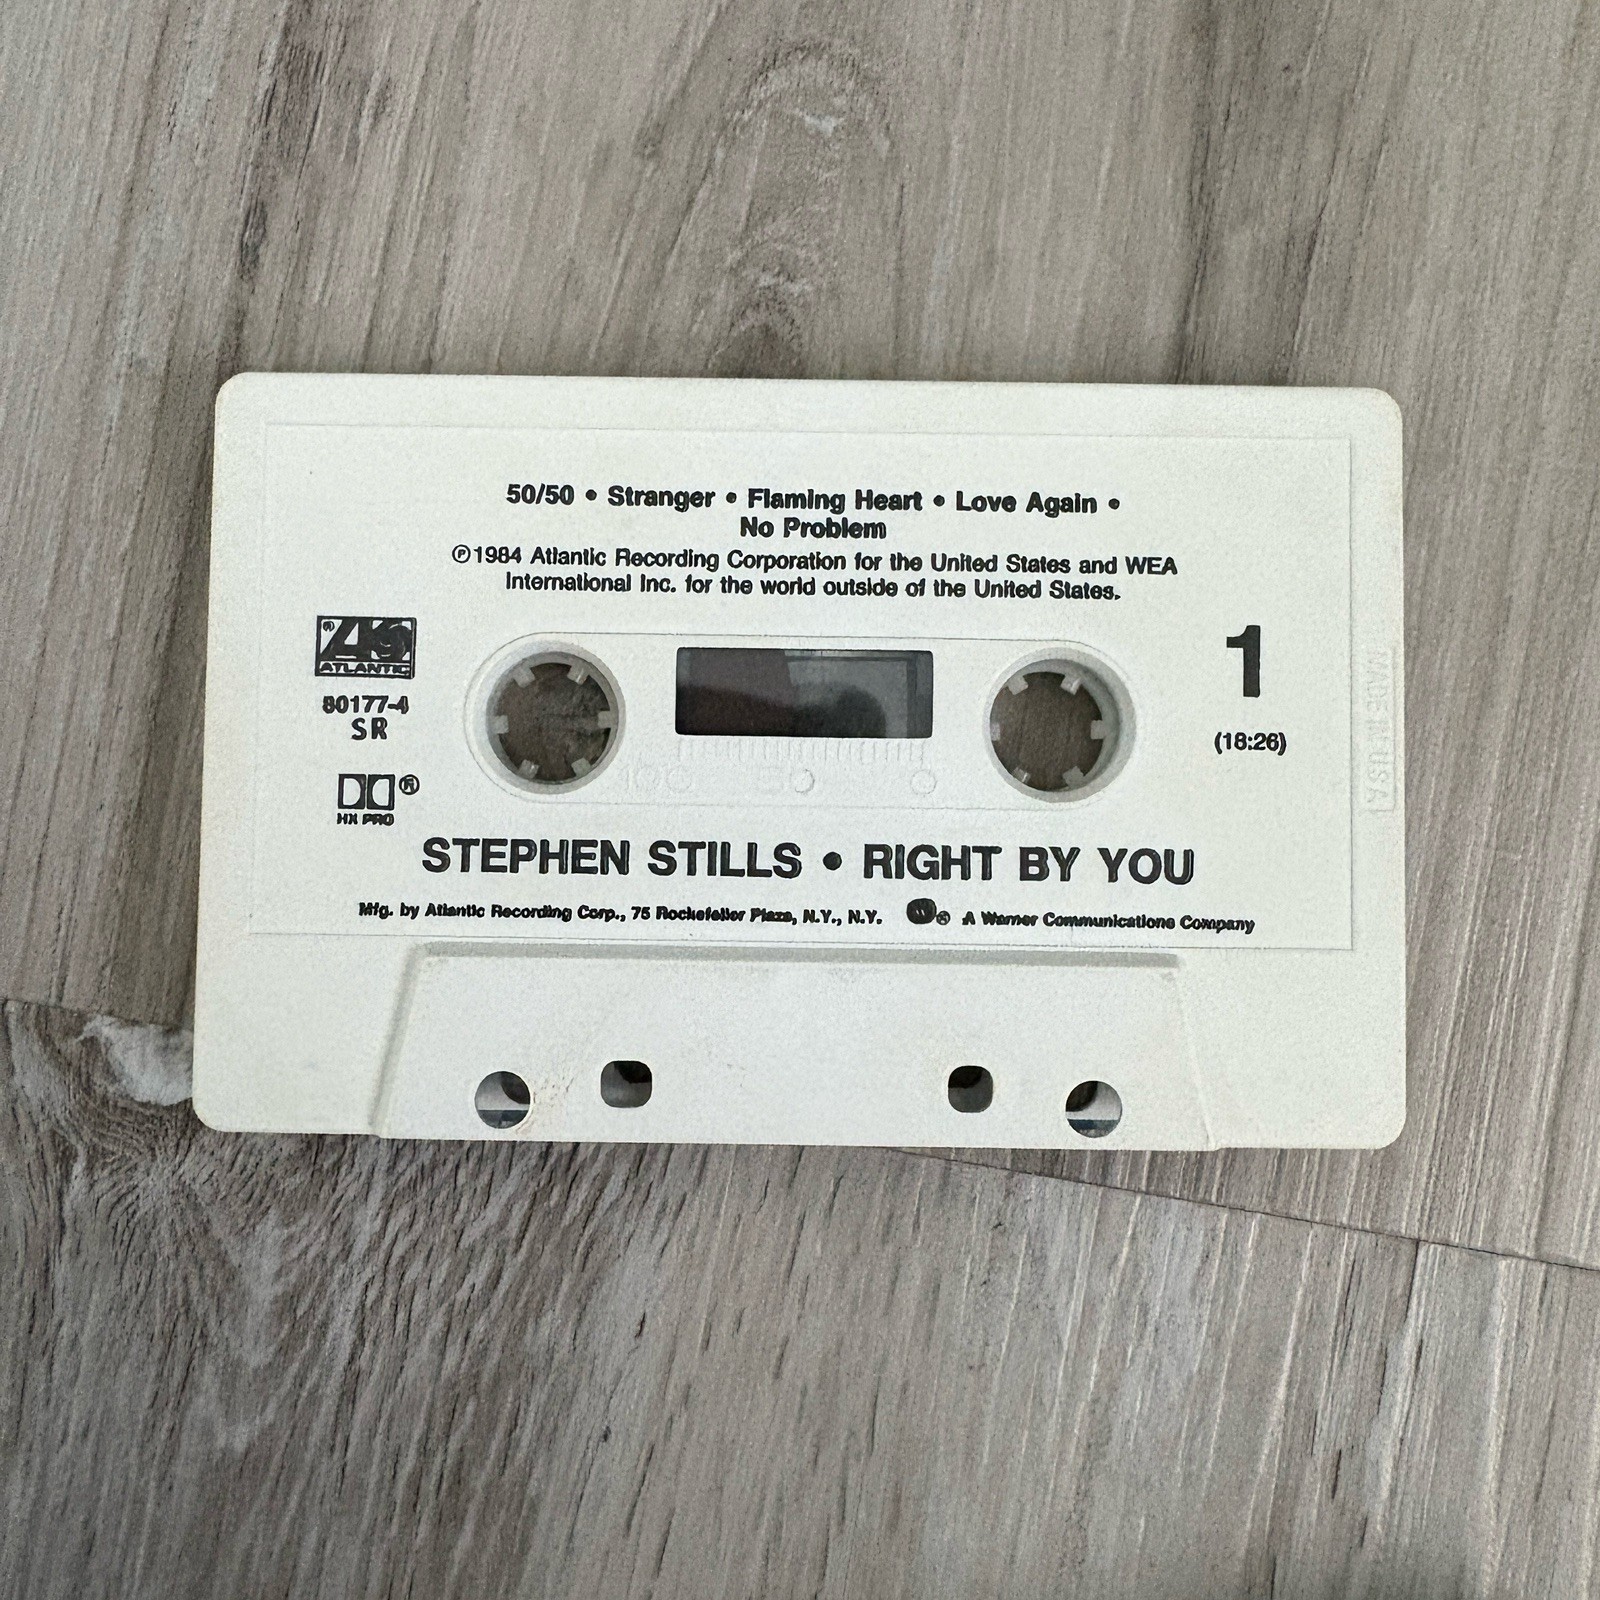 50/50 • Stranger • Flaming Heart • Love Again •
No Problem
℗1984 Atlantic Recording Corporation for the United States and WEA
International Inc. for the world outside of the United States.
® ATLANTIC
80177-4
SR
1
(18:26)
MADE IN USA
100
®
HX PRO
STEPHEN STILLS • RIGHT BY YOU
Mfg. by Atlantic Recording Corp., 75 Rockefeller Plaza, N.Y., N.Y. ® A Warner Communications Company